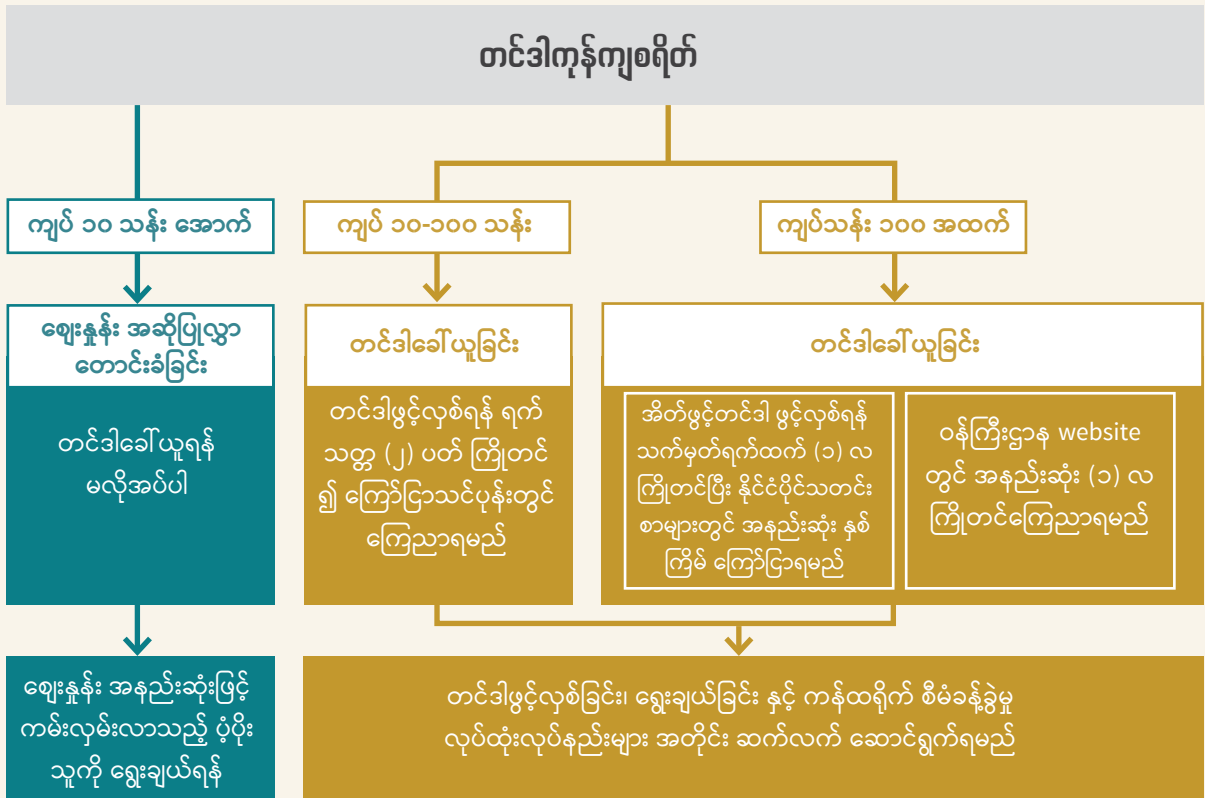 တင်ဒါကုန်ကျစရိတ်
ကျပ် ၁၀ သန်း အောက်
ကျပ် ၁၀-၁၀၀ သန်း
ကျပ်သန်း ၁၀၀ အထက်
ဈေးနှုန်း အဆိုပြုလွှာ
တောင်းခံခြင်း
တင်ဒါခေါ်ယူရန်
မလိုအပ်ပါ
တင်ဒါခေါ်ယူခြင်း
တင်ဒါဖွင့်လှစ်ရန် ရက်
သတ္တ (၂) ပတ် ကြိုတင်
၍ ကြော်ငြာသင်ပုန်းတွင်
ကြေညာရမည်
တင်ဒါခေါ်ယူခြင်း
အိတ်ဖွင့်တင်ဒါ ဖွင့်လှစ်ရန်
သက်မှတ်ရက်ထက် (၁) လ
ကြိုတင်ပြီး နိုင်ငံပိုင်သတင်း
စာများတွင် အနည်းဆုံး နှစ်
ကြိမ် ကြော်ငြာရမည်
ဝန်ကြီးဌာန website
တွင် အနည်းဆုံး (၁) လ
ကြိုတင်ကြေညာရမည်
ဈေးနှုန်း အနည်းဆုံးဖြင့်
ကမ်းလှမ်းလာသည့် ပံ့ပိုး
သူကို ရွေးချယ်ရန်
တင်ဒါဖွင့်လှစ်ခြင်း၊ ရွေးချယ်ခြင်း နှင့် ကန်ထရိုက် စီမံခန့်ခွဲမှု
လုပ်ထုံးလုပ်နည်းများ အတိုင်း ဆက်လက် ဆောင်ရွက်ရမည်